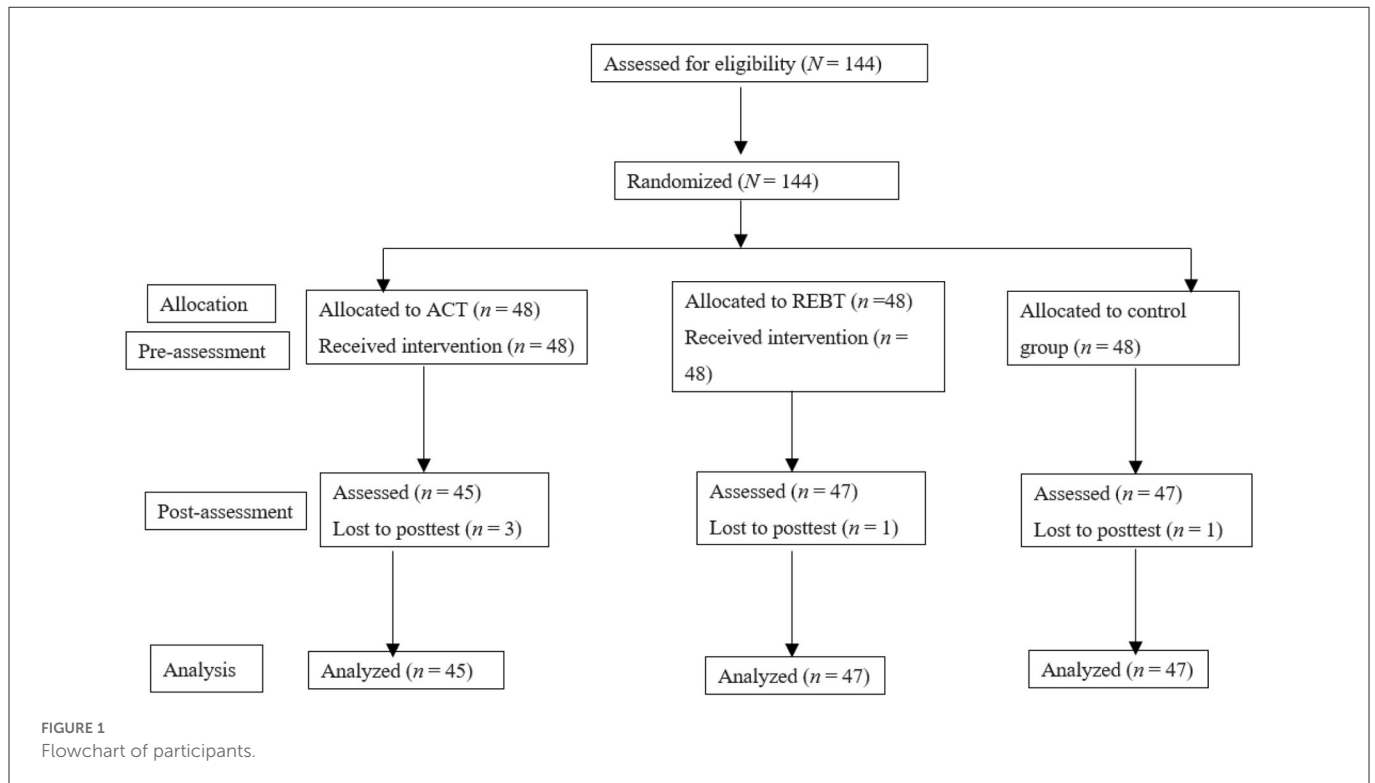 Assessed for eligibility (N = 144)
Randomized (N = 144)
Allocation
Pre-assessment
Allocated to ACT (n = 48)
Received intervention (n = 48)
Allocated to REBT (n =48)
Received intervention (n =
48)
Allocated to control
group (n = 48)
Post-assessment
Assessed (n = 45)
Lost to posttest (n = 3)
Assessed (n = 47)
Lost to posttest (n = 1)
Assessed (n = 47)
Lost to posttest (n = 1)
Analysis
Analyzed (n = 45)
Analyzed (n = 47)
Analyzed (n = 47)
FIGURE 1
Flowchart of participants.